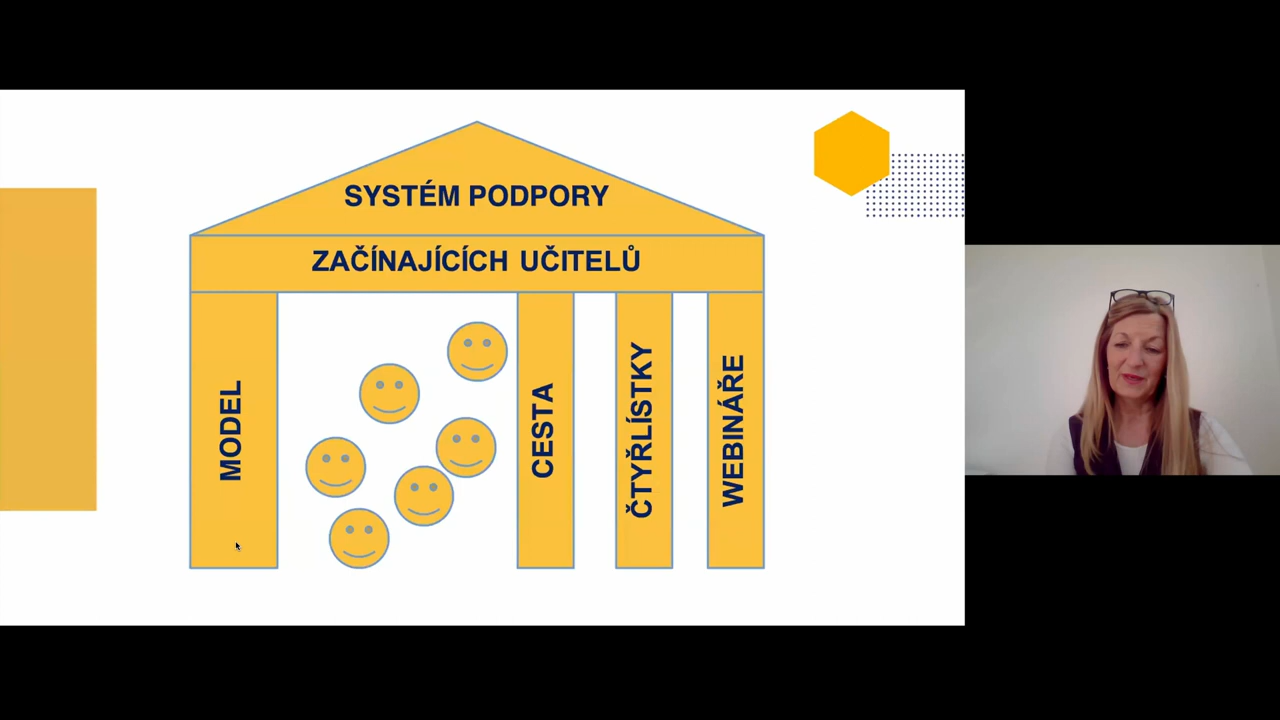 SYSTÉM PODPORY
ZAČÍNAJÍCÍCH UČITELŮ
MODEL
CESTA
ČTYŘLÍSTKY
WEBINÁŘE